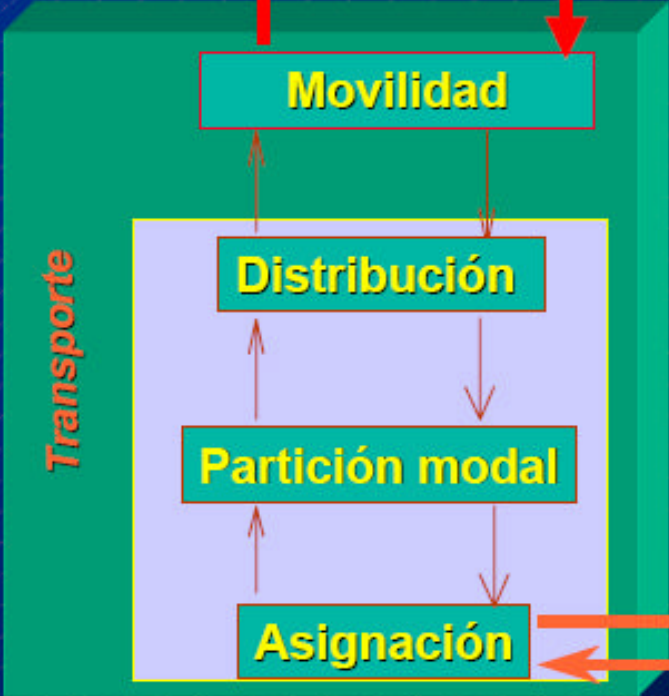 Movilidad
Distribución
Transporte
Partición modal
Asignación